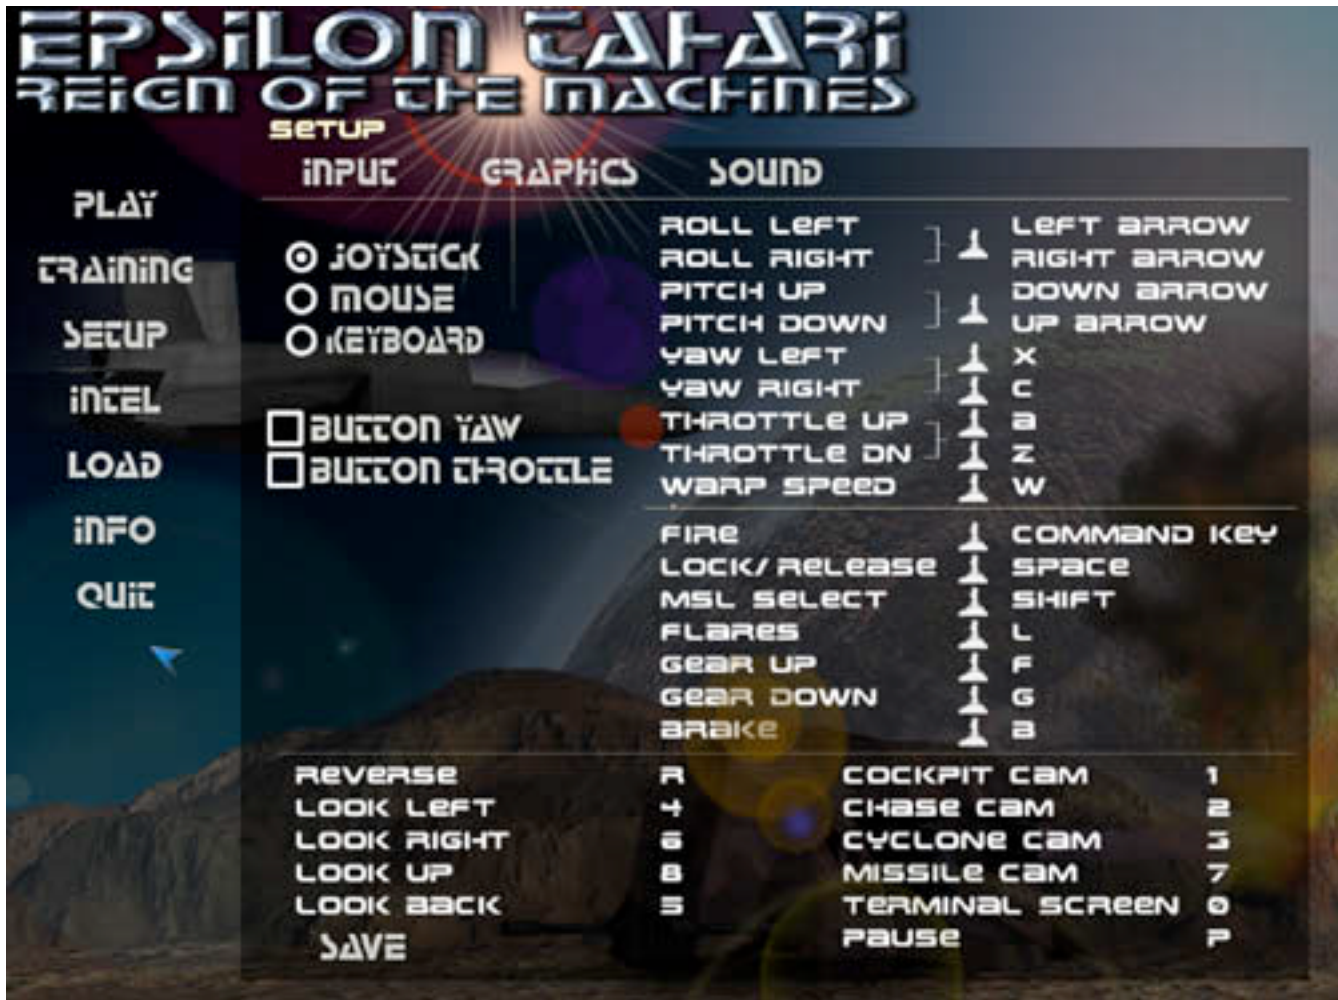 EPSILON TAHARI
REIGN OF THE MACHINES
SETUP
INPUT GRAPHICS SOUND
PLAY
TRAINING
SETUP
INTEL
LOAD
INFO
QUIT
JOYSTICK
MOUSE
KEYBOARD
BUTTON YAW
BUTTON THROTTLE
ROLL LEFT LEFT ARROW
ROLL RIGHT RIGHT ARROW
PITCH UP DOWN ARROW
PITCH DOWN UP ARROW
YAW LEFT X
YAW RIGHT C
THROTTLE UP A
THROTTLE DN Z
WARP SPEED W
FIRE COMMAND KEY
LOCK/RELEASE SPACE
MSL SELECT SHIFT
FLARES L
GEAR UP F
GEAR DOWN G
BRAKE B
REVERSE R COCKPIT CAM 1
LOOK LEFT 4 CHASE CAM 2
LOOK RIGHT 6 CYCLONE CAM 3
LOOK UP 8 MISSILE CAM 7
LOOK BACK 5 TERMINAL SCREEN 0
PAUSE P
SAVE